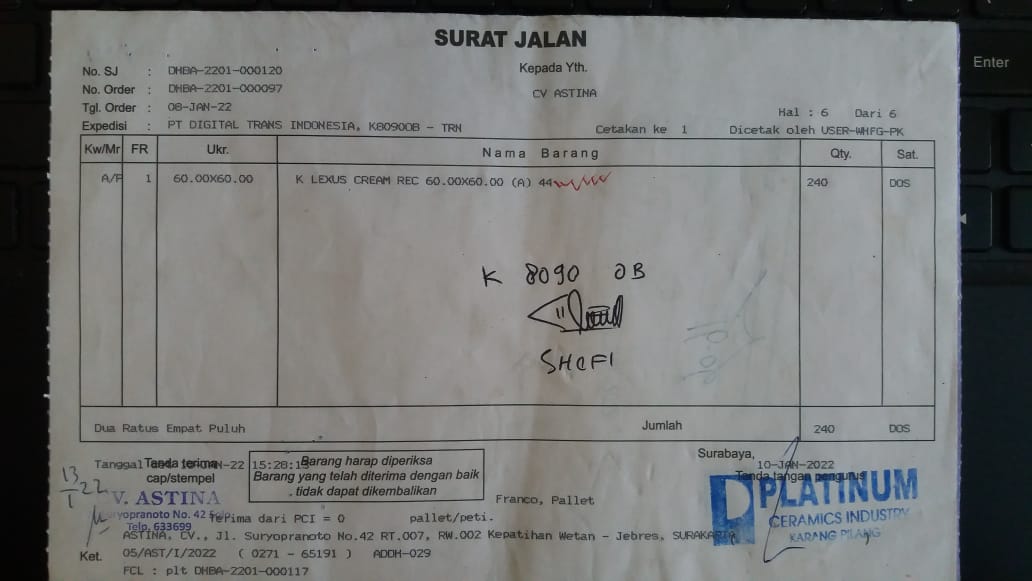 SURAT JALAN
No. SJ : DHBA-2201-000120
Kepada Yth.
No. Order : DHBA-2201-000097
CV ASTINA
Tgl. Order : 08-JAN-22
Hal : 6 Dari 6
Expedisi : PT DIGITAL TRANS INDONESIA, K8090OB - TRN
Cetakan ke 1 Dicetak oleh USER-WHFG-PK
Kw/Mr FR Ukr. Nama Barang Qty. Sat.
A/F 1 60.00X60.00 K LEXUS CREAM REC 60.00X60.00 (A) 44 240 DOS
K 8090 OB
SHOFI
Dua Ratus Empat Puluh Jumlah 240 DOS
Surabaya,
Tanggal 10-JAN-22 15:28:15
10-JAN-2022
Tanda terima
cap/stempel
Tanda tangan pengurus
Barang harap diperiksa
Barang yang telah diterima dengan baik
tidak dapat dikembalikan
13/1 22
V. ASTINA
Suryopranoto No. 42 Solo
Telp. 633699
PLATINUM
CERAMICS INDUSTRY
KARANG PILANG
Franco, Pallet
Terima dari PCI = 0 pallet/peti.
ASTINA, CV., Jl. Suryopranoto No.42 RT.007, RW.002 Kepatihan Wetan - Jebres, SURAKARTA
Ket. 05/AST/I/2022 ( 0271 - 65191 ) ADDH-029
FCL : plt DHBA-2201-000117
Enter